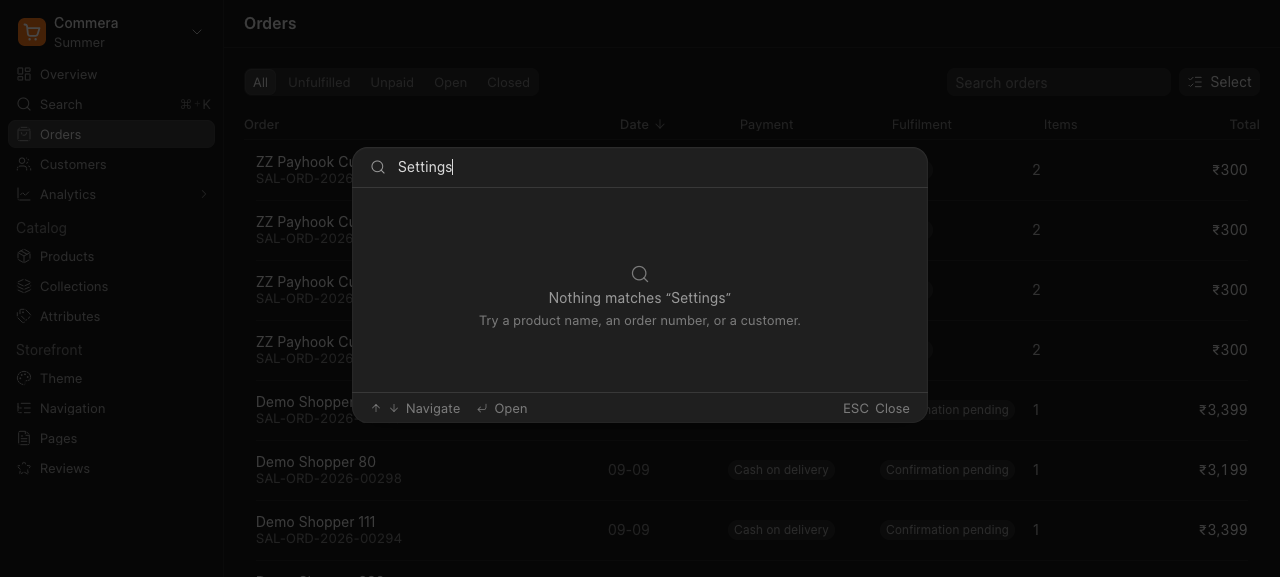 Commera
Summer
Overview
Search ⌘+K
Orders
Customers
Analytics
Catalog
Products
Collections
Attributes
Storefront
Theme
Navigation
Pages
Reviews
Orders
All Unfulfilled Unpaid Open Closed
Search orders
Select
Order Date ↓ Payment Fulfilment Items Total
ZZ Payhook Cu
SAL-ORD-2026
2 ₹300
ZZ Payhook Cu
SAL-ORD-2026
2 ₹300
ZZ Payhook Cu
SAL-ORD-2026
2 ₹300
ZZ Payhook Cu
SAL-ORD-2026
2 ₹300
Demo Shopper
SAL-ORD-2026
mation pending 1 ₹3,399
Demo Shopper 80
SAL-ORD-2026-00298
09-09 Cash on delivery Confirmation pending 1 ₹3,199
Demo Shopper 111
SAL-ORD-2026-00294
09-09 Cash on delivery Confirmation pending 1 ₹3,399
Settings
Nothing matches “Settings”
Try a product name, an order number, or a customer.
↑ ↓ Navigate ↵ Open ESC Close